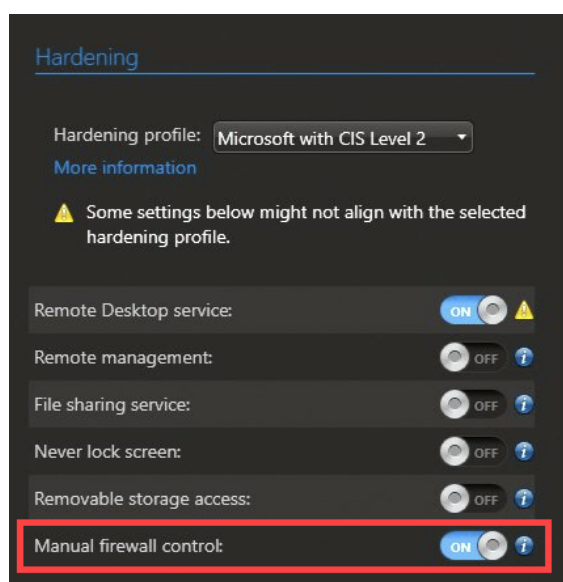 Hardening
Hardening profile: Microsoft with CIS Level 2
More information
Some settings below might not align with the selected
hardening profile.
Remote Desktop service: ON
Remote management: OFF
File sharing service: OFF
Never lock screen: OFF
Removable storage access: OFF
Manual firewall control: ON